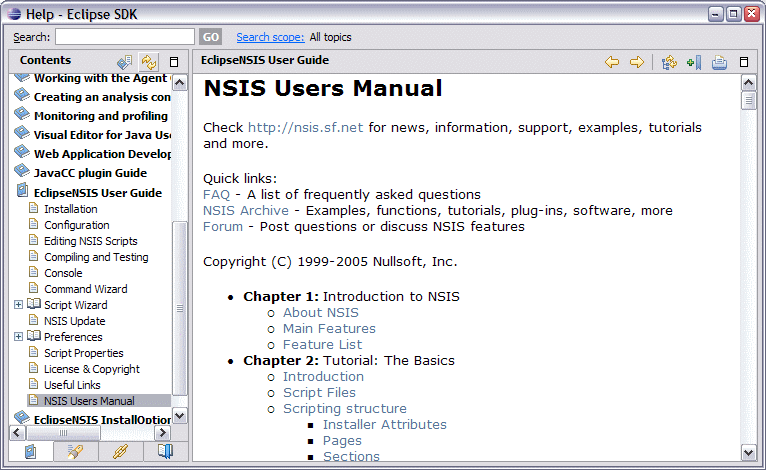 Help - Eclipse SDK
Search:
GO
Search scope: All topics
Contents
Working with the Agent
Creating an analysis con
Monitoring and profiling
Visual Editor for Java Use
Web Application Develop
JavaCC plugin Guide
EclipseNSIS User Guide
Installation
Configuration
Editing NSIS Scripts
Compiling and Testing
Console
Command Wizard
Script Wizard
NSIS Update
Preferences
Script Properties
License & Copyright
Useful Links
NSIS Users Manual
EclipseNSIS InstallOption
EclipseNSIS User Guide
NSIS Users Manual
Check http://nsis.sf.net for news, information, support, examples, tutorials
and more.
Quick links:
FAQ - A list of frequently asked questions
NSIS Archive - Examples, functions, tutorials, plug-ins, software, more
Forum - Post questions or discuss NSIS features
Copyright (C) 1999-2005 Nullsoft, Inc.
Chapter 1: Introduction to NSIS
About NSIS
Main Features
Feature List
Chapter 2: Tutorial: The Basics
Introduction
Script Files
Scripting structure
Installer Attributes
Pages
Sections